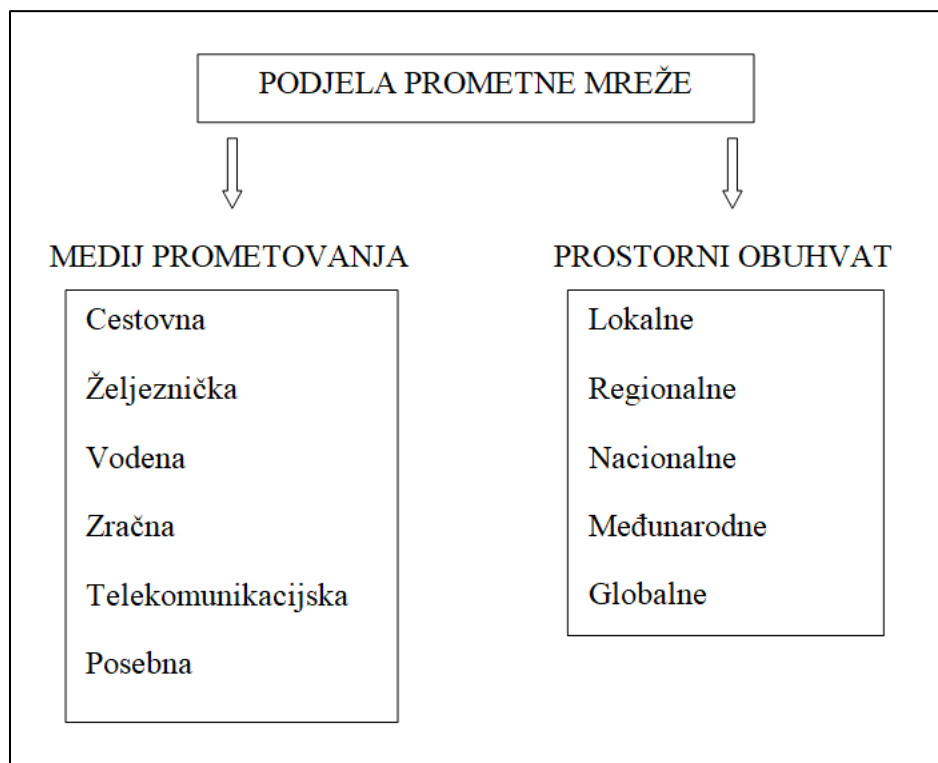 PODJELA PROMETNE MREŽE
MEDIJ PROMETOVANJA
Cestovna
Željeznička
Vodena
Zračna
Telekomunikacijska
Posebna
PROSTORNI OBUHVAT
Lokalne
Regionalne
Nacionalne
Međunarodne
Globalne